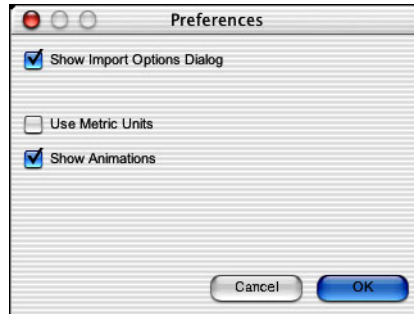 Preferences
Show Import Options Dialog
Use Metric Units
Show Animations
Cancel OK